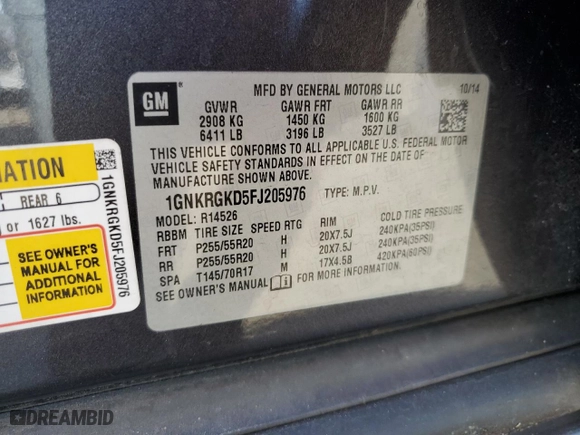 GM
MFD BY GENERAL MOTORS LLC
10/14
GVWR GAWR FRT GAWR RR
2908 KG 1450 KG 1600 KG
6411 LB 3196 LB 3527 LB
THIS VEHICLE CONFORMS TO ALL APPLICABLE U.S. FEDERAL MOTOR
VEHICLE SAFETY STANDARDS IN EFFECT ON THE DATE OF
MANUFACTURE SHOWN ABOVE.
1GNKRGKD5FJ205976 TYPE: M.P.V.
MODEL: R14526
RBBM TIRE SIZE SPEED RTG RIM COLD TIRE PRESSURE
FRT P255/55R20 H 20X7.5J 240KPA(35PSI)
RR P255/55R20 H 20X7.5J 240KPA(35PSI)
SPA T145/70R17 M 17X4.5B 420KPA(60PSI)
SEE OWNER'S MANUAL FOR MORE INFORMATION.
REAR 6
or 1627 lbs.
SEE OWNER'S
MANUAL FOR
ADDITIONAL
INFORMATION
1GNKRGKD5FJ205976
DREAMBID